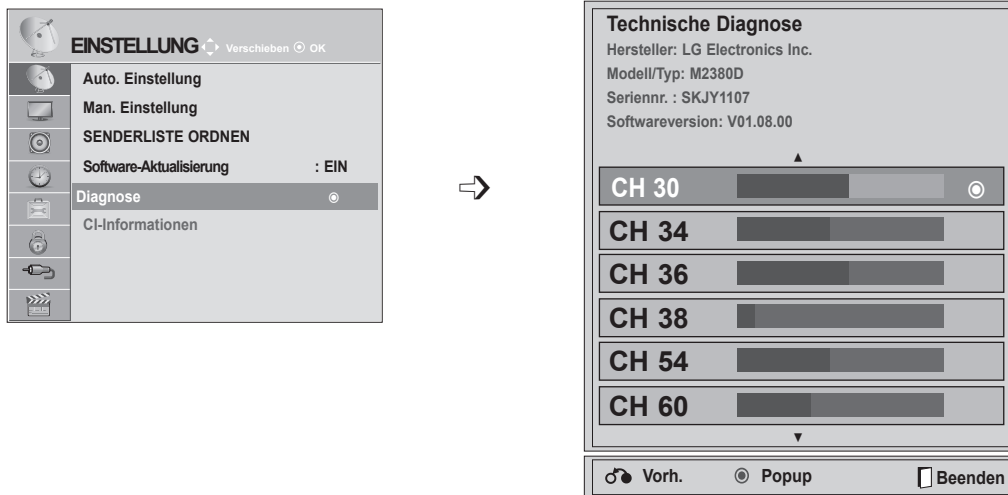 EINSTELLUNG Verschieben OK
Auto. Einstellung
Man. Einstellung
SENDERLISTE ORDNEN
Software-Aktualisierung : EIN
Diagnose
CI-Informationen
Technische Diagnose
Hersteller: LG Electronics Inc.
Modell/Typ: M2380D
Seriennr. : SKJY1107
Softwareversion: V01.08.00
CH 30
CH 34
CH 36
CH 38
CH 54
CH 60
Vorh. Popup Beenden